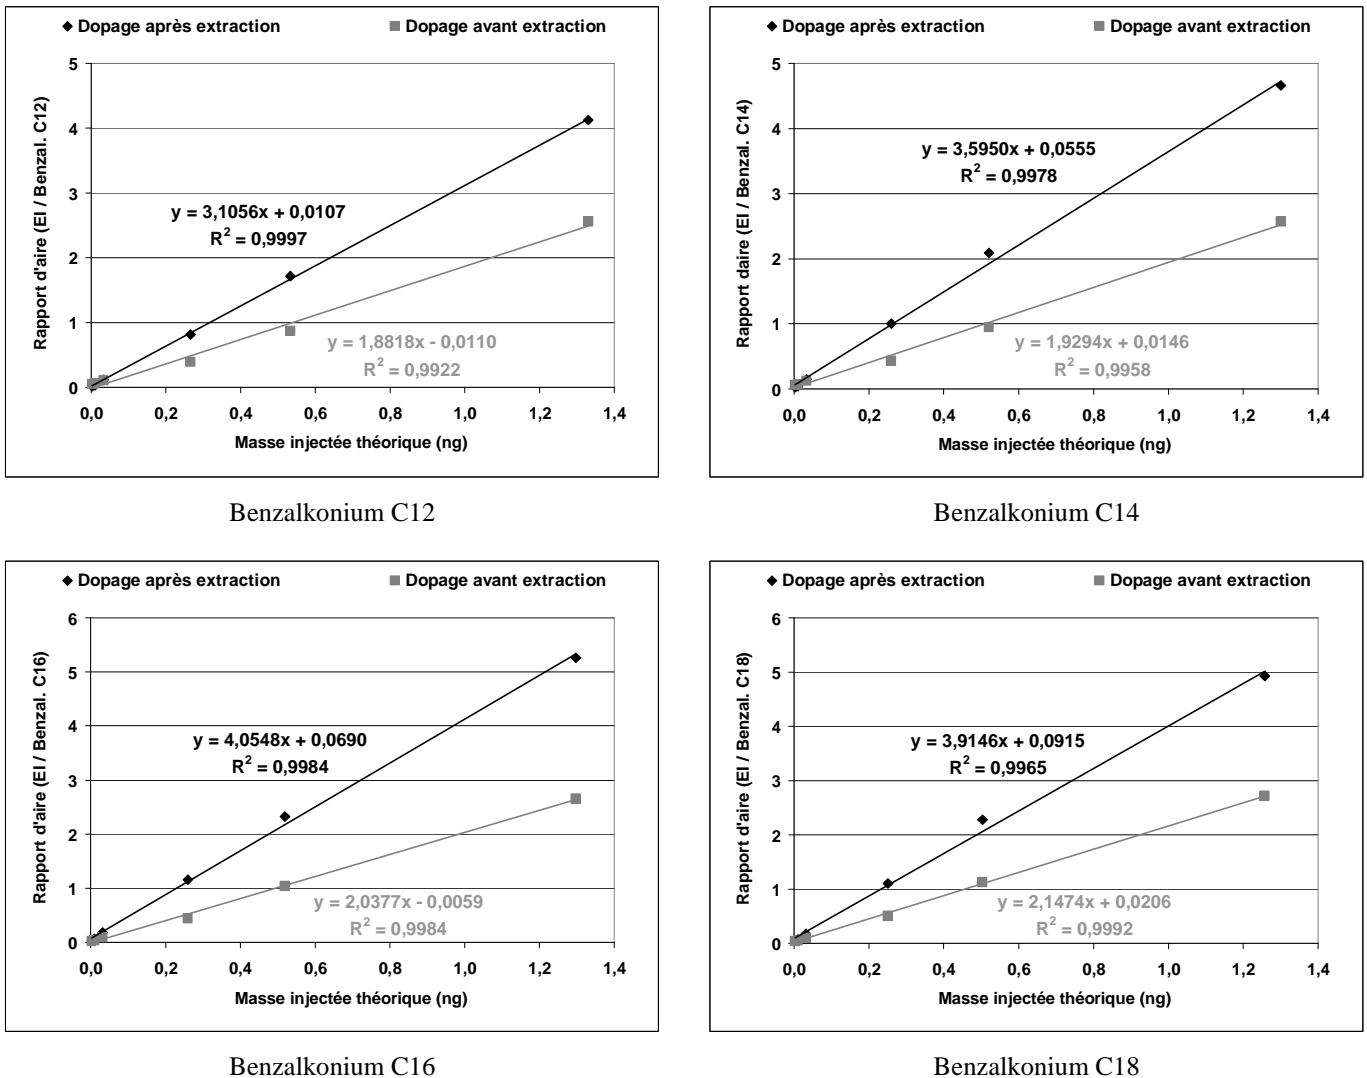 Dopage après extraction
Dopage avant extraction
Rapport d'aire (EI / Benzal. C12)
5
4
3
2
1
0
y = 3,1056x + 0,0107
R² = 0,9997
y = 1,8818x - 0,0110
R² = 0,9922
0,0 0,2 0,4 0,6 0,8 1,0 1,2 1,4
Masse injectée théorique (ng)
Benzalkonium C12
Dopage après extraction
Dopage avant extraction
Rapport daire (EI / Benzal. C14)
5
4
3
2
1
0
y = 3,5950x + 0,0555
R² = 0,9978
y = 1,9294x + 0,0146
R² = 0,9958
0,0 0,2 0,4 0,6 0,8 1,0 1,2 1,4
Masse injectée théorique (ng)
Benzalkonium C14
Dopage après extraction
Dopage avant extraction
Rapport d'aire (EI / Benzal. C16)
6
5
4
3
2
1
0
y = 4,0548x + 0,0690
R² = 0,9984
y = 2,0377x - 0,0059
R² = 0,9984
0,0 0,2 0,4 0,6 0,8 1,0 1,2 1,4
Masse injectée théorique (ng)
Benzalkonium C16
Dopage après extraction
Dopage avant extraction
Rapport d'aire (EI / Benzal. C18)
6
5
4
3
2
1
0
y = 3,9146x + 0,0915
R² = 0,9965
y = 2,1474x + 0,0206
R² = 0,9992
0,0 0,2 0,4 0,6 0,8 1,0 1,2 1,4
Masse injectée théorique (ng)
Benzalkonium C18